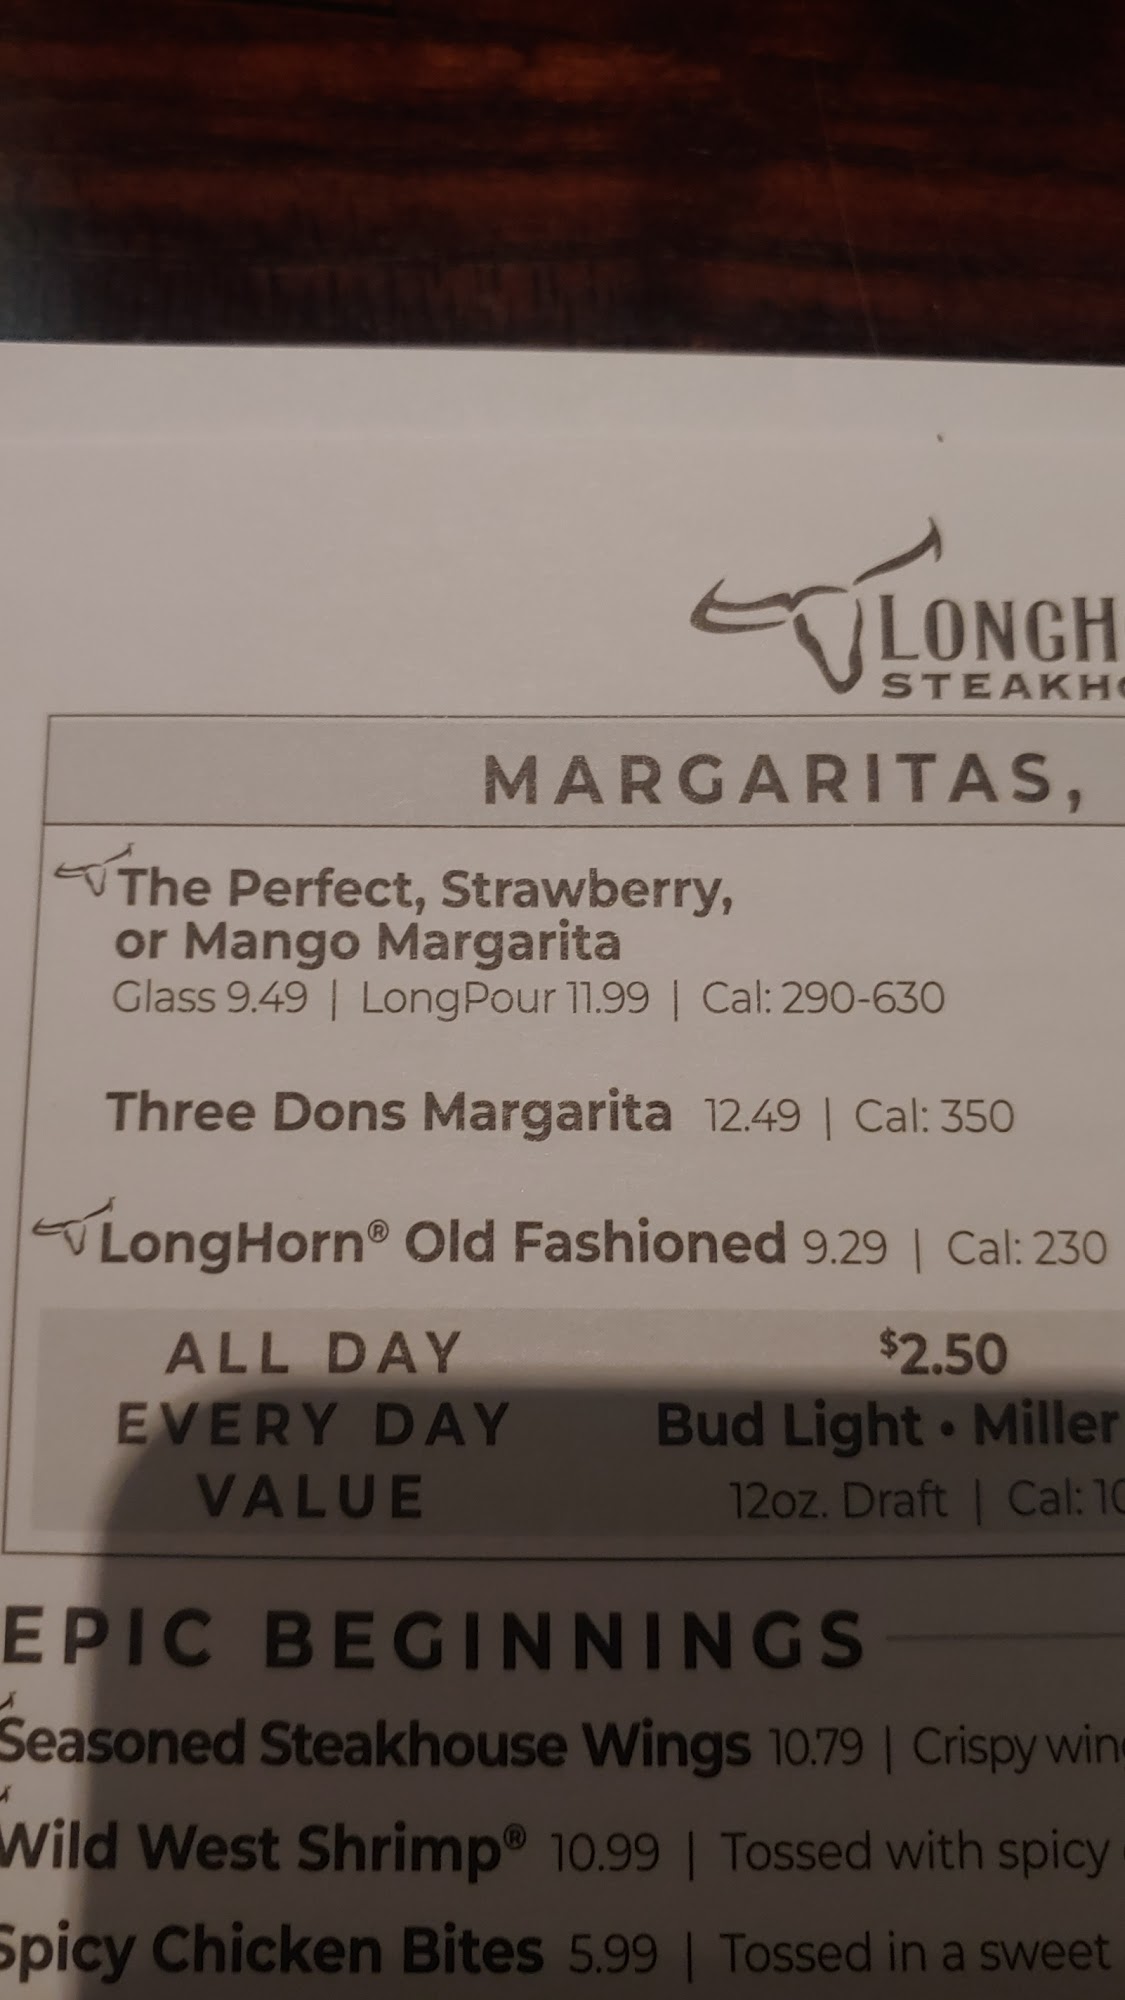 LONGH
STEAKHO
MARGARITAS,
The Perfect, Strawberry,
or Mango Margarita
Glass 9.49 | LongPour 11.99 | Cal: 290-630
Three Dons Margarita 12.49 | Cal: 350
LongHorn® Old Fashioned 9.29 | Cal: 230
ALL DAY
EVERY DAY
VALUE
$2.50
Bud Light • Miller
12oz. Draft | Cal: 10
EPIC BEGINNINGS
Seasoned Steakhouse Wings 10.79 | Crispy win
Wild West Shrimp® 10.99 | Tossed with spicy
Spicy Chicken Bites 5.99 | Tossed in a sweet